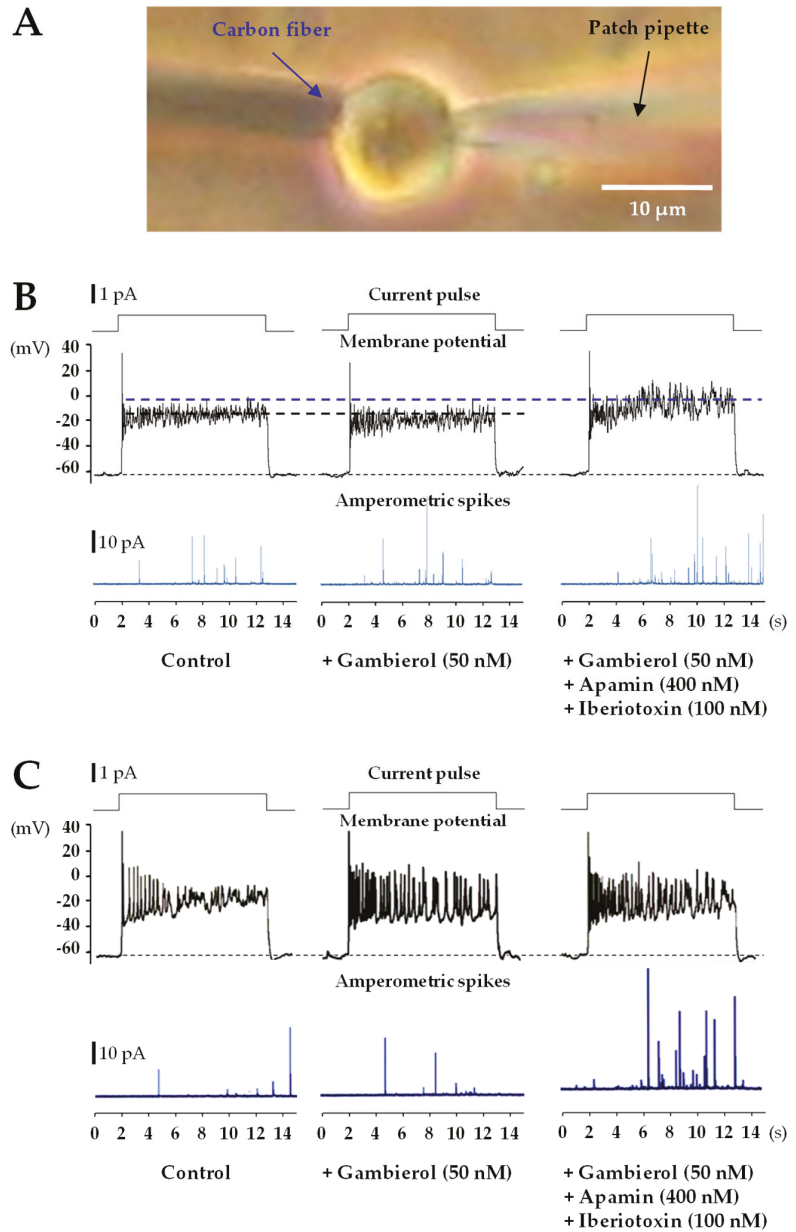 A
Carbon fiber
Patch pipette
10 µm
B
1 pA
Current pulse
Membrane potential
(mV)
40
20
0
-20
-40
-60
Amperometric spikes
10 pA
0 2 4 6 8 10 12 14 0 2 4 6 8 10 12 14 0 2 4 6 8 10 12 14 (s)
Control
+ Gambierol (50 nM)
+ Gambierol (50 nM)
+ Apamin (400 nM)
+ Iberiotoxin (100 nM)
C
1 pA
Current pulse
Membrane potential
(mV)
40
20
0
-20
-40
-60
Amperometric spikes
10 pA
0 2 4 6 8 10 12 14 0 2 4 6 8 10 12 14 0 2 4 6 8 10 12 14 (s)
Control
+ Gambierol (50 nM)
+ Gambierol (50 nM)
+ Apamin (400 nM)
+ Iberiotoxin (100 nM)